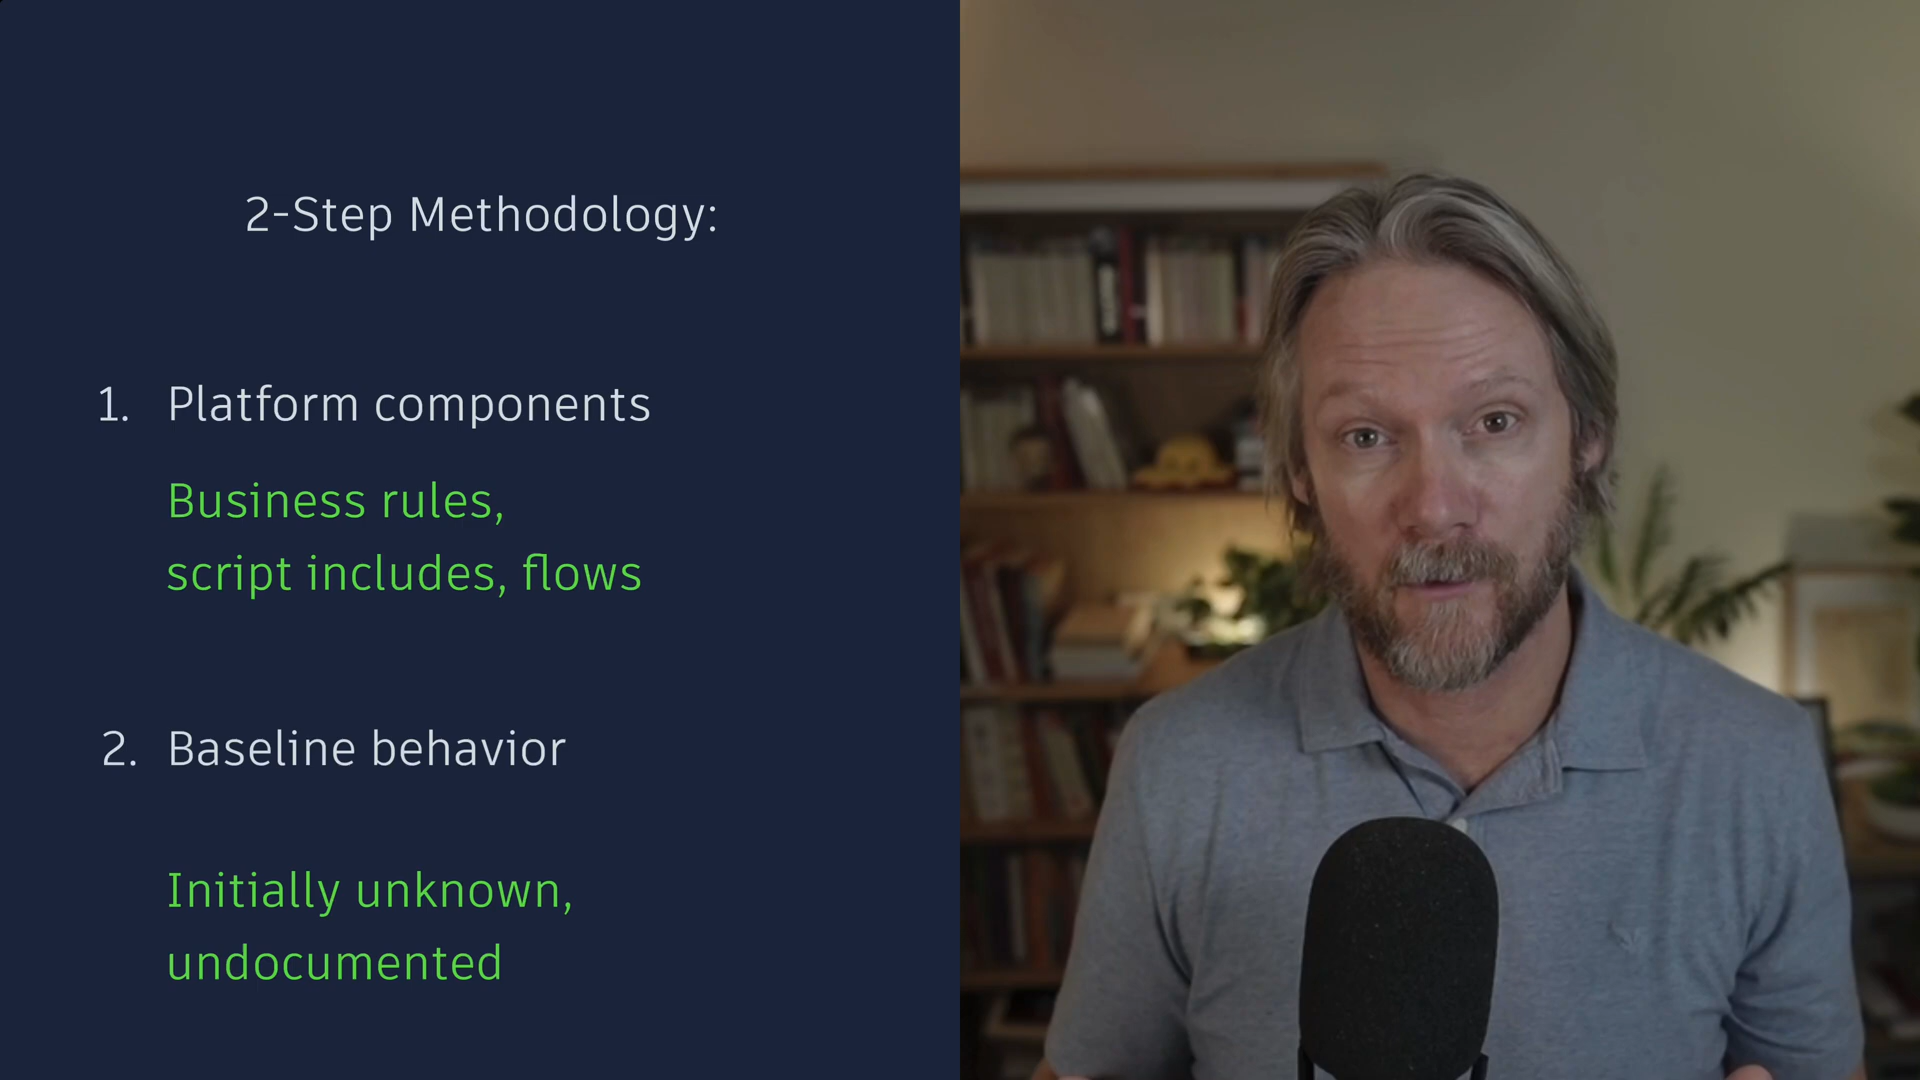 2-Step Methodology:
1. Platform components
Business rules,
script includes, flows
2. Baseline behavior
Initially unknown,
undocumented